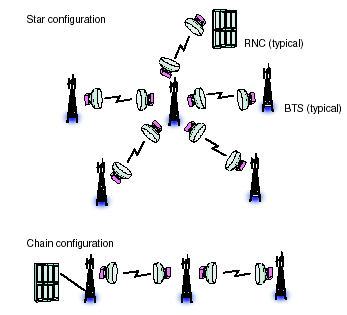 Star configuration
RNC (typical)
BTS (typical)
Chain configuration